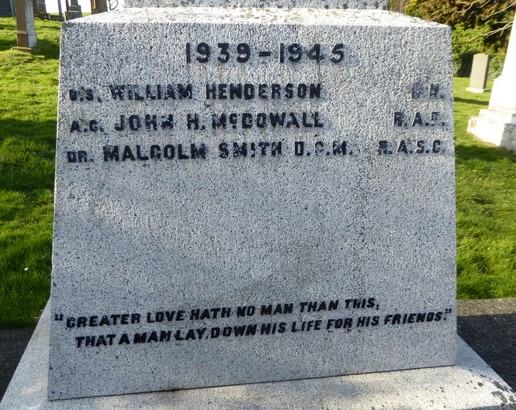 1939-1945
O/S. WILLIAM HENDERSON. R.N.
A.C. JOHN H. McDOWALL. R.A.F.
DR. MALCOLM SMITH D.C.M. R.A.S.C.
"GREATER LOVE HATH NO MAN THAN THIS,
THAT A MAN LAY DOWN HIS LIFE FOR HIS FRIENDS."